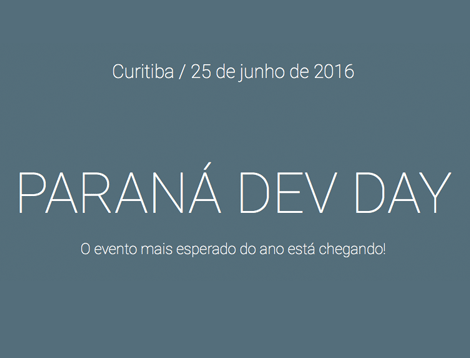 Curitiba / 25 de junho de 2016
PARANÁ DEV DAY
O evento mais esperado do ano está chegando!